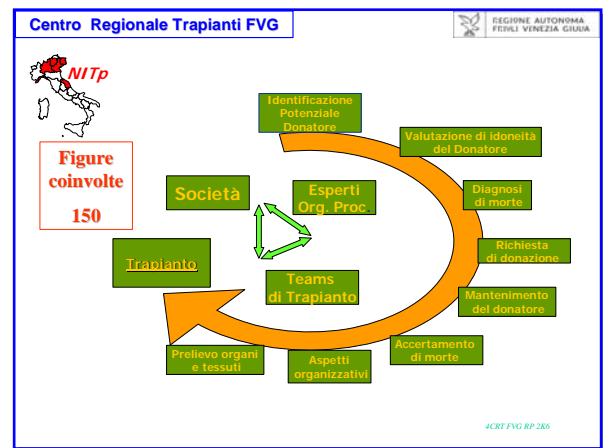 Centro Regionale Trapianti FVG
REGIONE AUTONOMA
FRIULI VENEZIA GIULIA
NITp
Identificazione
Potenziale
Donatore
Valutazione di idoneità
del Donatore
Figure
coinvolte
150
Società
Esperti
Org. Proc.
Diagnosi
di morte
Trapianto
Richiesta
di donazione
Teams
di Trapianto
Mantenimento
del donatore
Accertamento
di morte
Prelievo organi
e tessuti
Aspetti
organizzativi
4CRT FVG RP 2K6